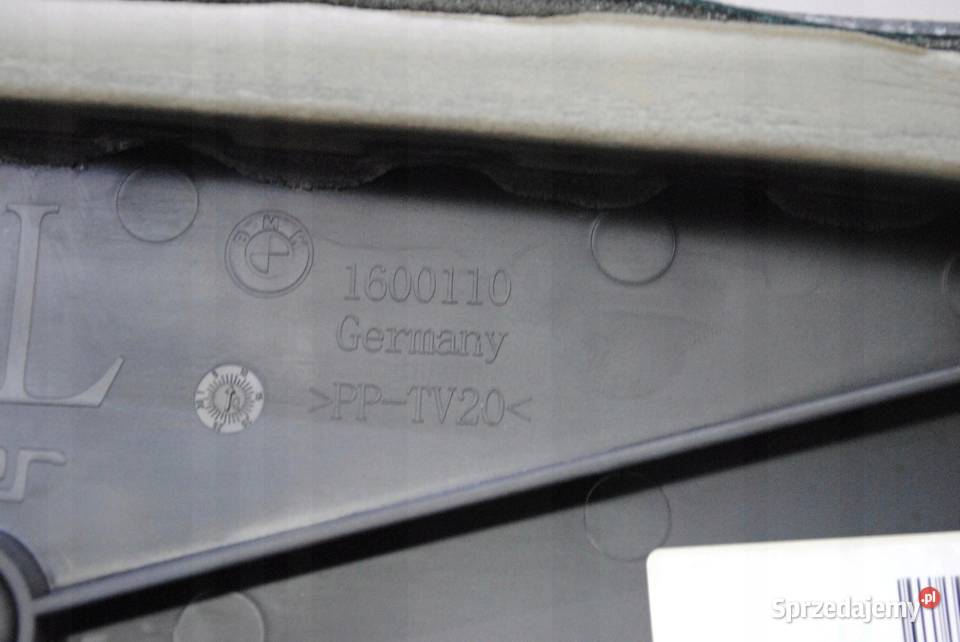 BMW
L
1600110
Germany
>PP-TV20<
Sprzedajemy.pl